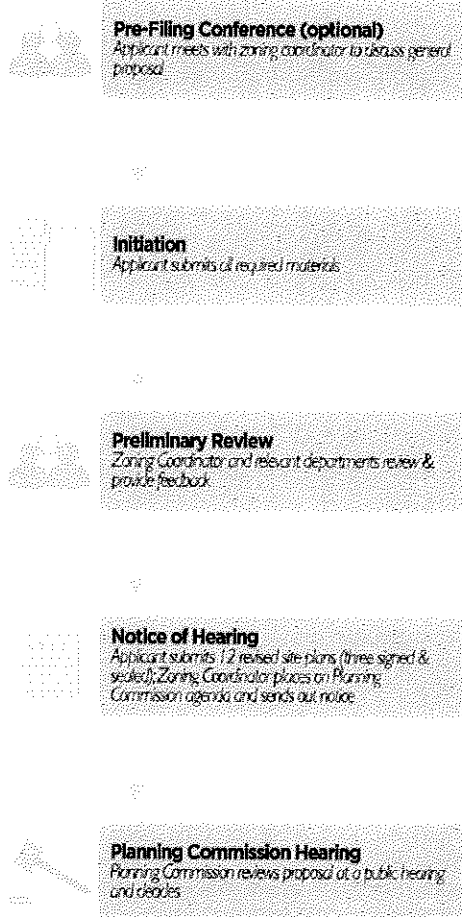 Pre-Filing Conference (optional)
Applicant meets with zoning coordinator to discuss general
proposal
Initiation
Applicant submits all required materials
Preliminary Review
Zoning Coordinator and relevant departments review &
provide feedback
Notice of Hearing
Applicant submits 12 revised site plans (three signed &
sealed); Zoning Coordinator places on Planning
Commission agenda and sends out notice
Planning Commission Hearing
Planning Commission reviews proposal at a public hearing
and decides